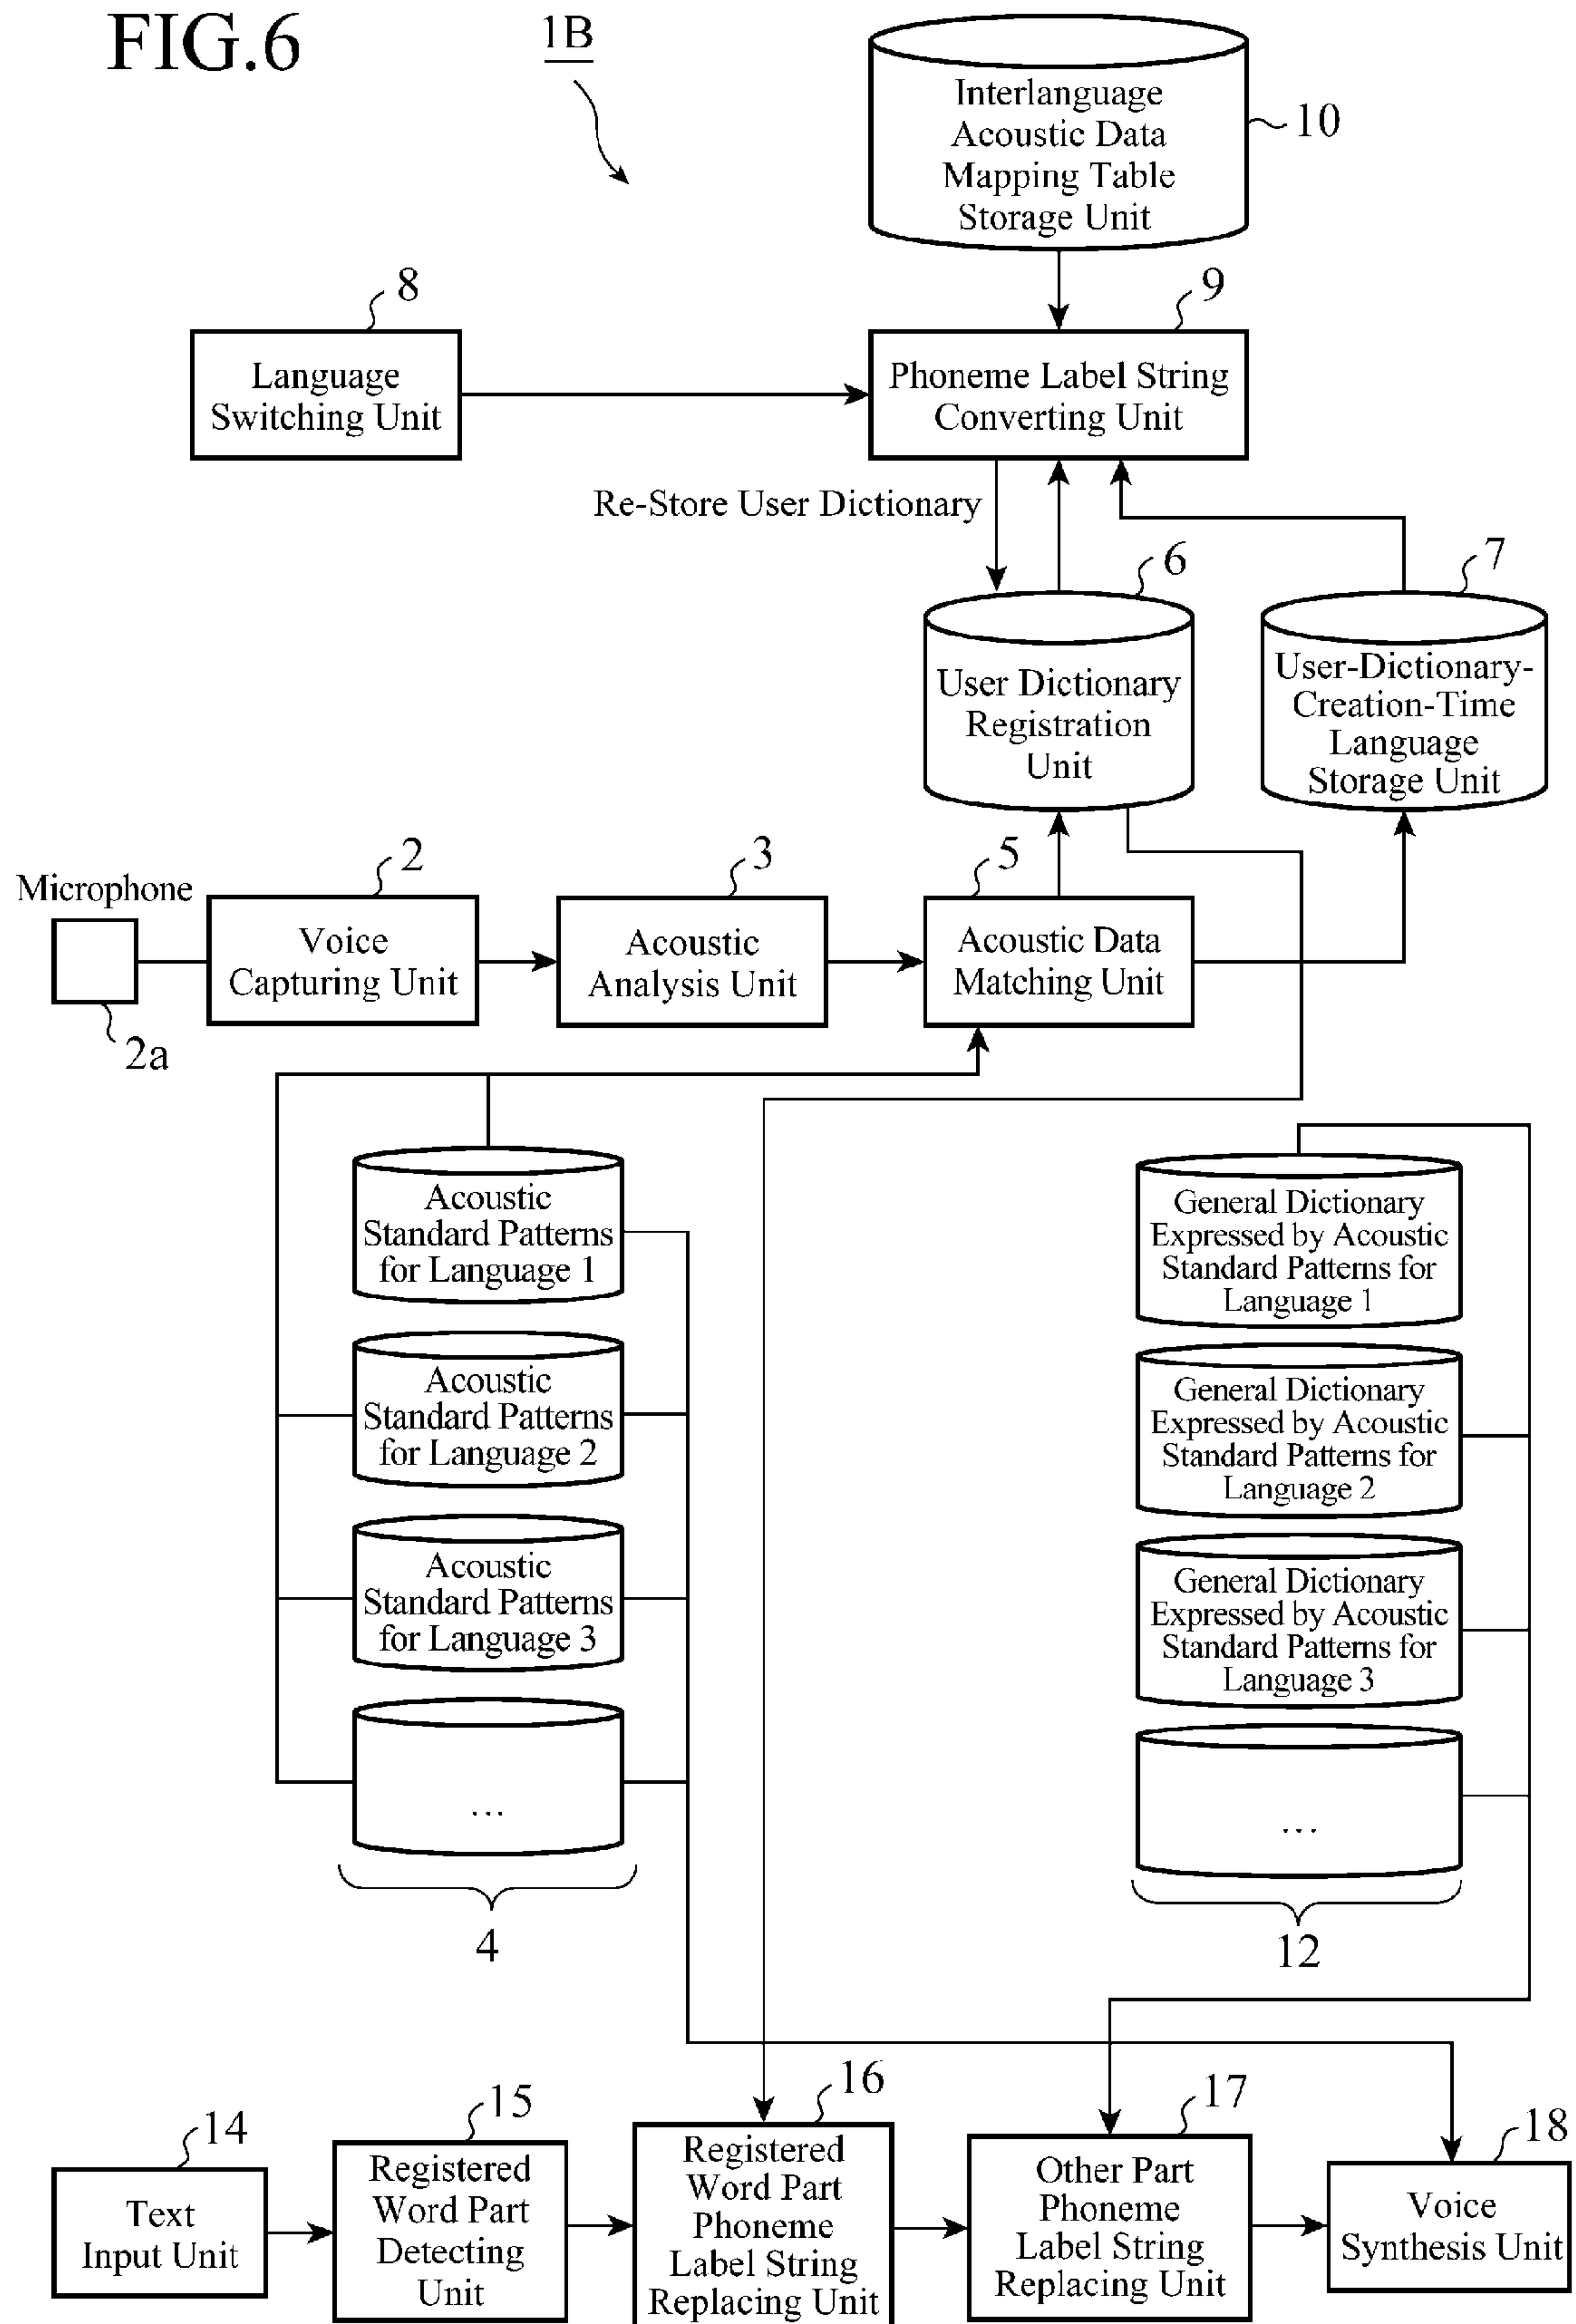 FIG.6
1B
Interlanguage
Acoustic Data
Mapping Table
Storage Unit
10
8
9
Language
Switching Unit
Phoneme Label String
Converting Unit
Re-Store User Dictionary
6
7
User Dictionary
Registration
Unit
User-Dictionary-
Creation-Time
Language
Storage Unit
2
3
5
Microphone
Voice
Capturing Unit
Acoustic
Analysis Unit
Acoustic Data
Matching Unit
2a
Acoustic
Standard Patterns
for Language 1
Acoustic
Standard Patterns
for Language 2
Acoustic
Standard Patterns
for Language 3
...
4
General Dictionary
Expressed by Acoustic
Standard Patterns for
Language 1
General Dictionary
Expressed by Acoustic
Standard Patterns for
Language 2
General Dictionary
Expressed by Acoustic
Standard Patterns for
Language 3
...
12
14
15
16
17
18
Text
Input Unit
Registered
Word Part
Detecting
Unit
Registered
Word Part
Phoneme
Label String
Replacing Unit
Other Part
Phoneme
Label String
Replacing Unit
Voice
Synthesis Unit